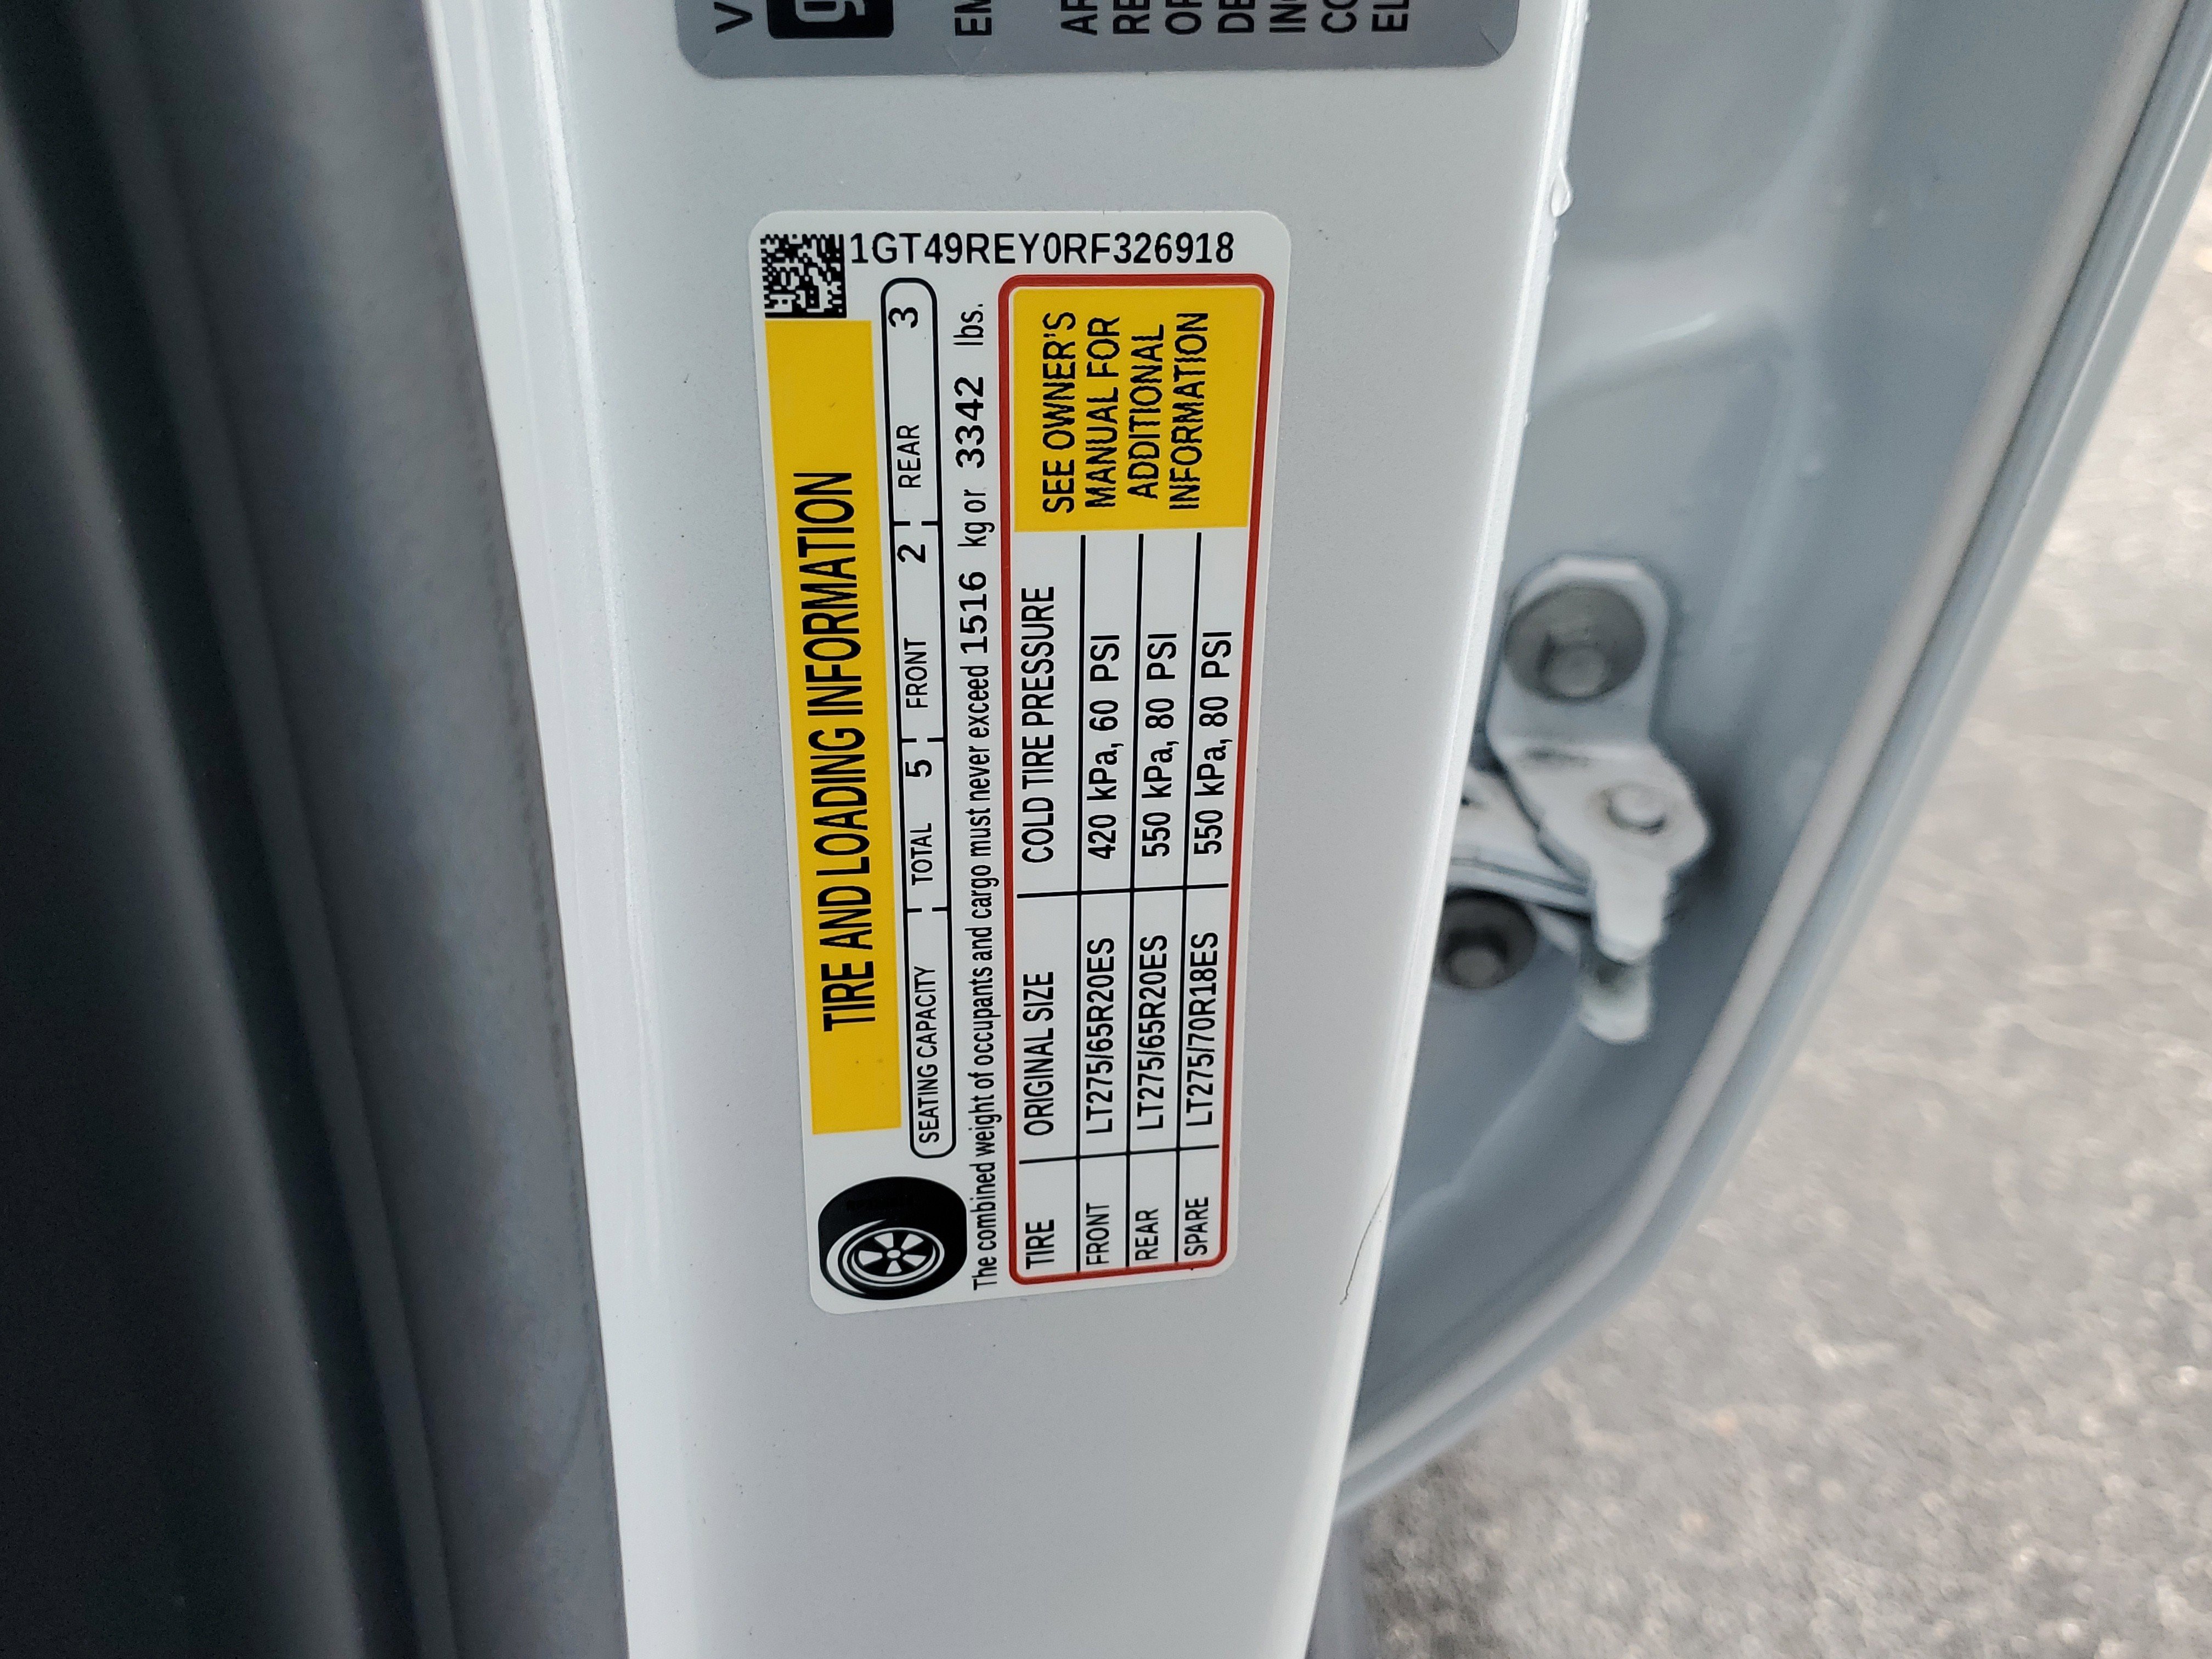 1GT49REY0RF326918
TIRE AND LOADING INFORMATION
SEATING CAPACITY TOTAL 5 FRONT 2 REAR 3
The combined weight of occupants and cargo must never exceed 1516 kg or 3342 lbs.
TIRE ORIGINAL SIZE COLD TIRE PRESSURE
FRONT LT275/65R20ES 420 kPa, 60 PSI
REAR LT275/65R20ES 550 kPa, 80 PSI
SPARE LT275/70R18ES 550 kPa, 80 PSI
SEE OWNER'S
MANUAL FOR
ADDITIONAL
INFORMATION